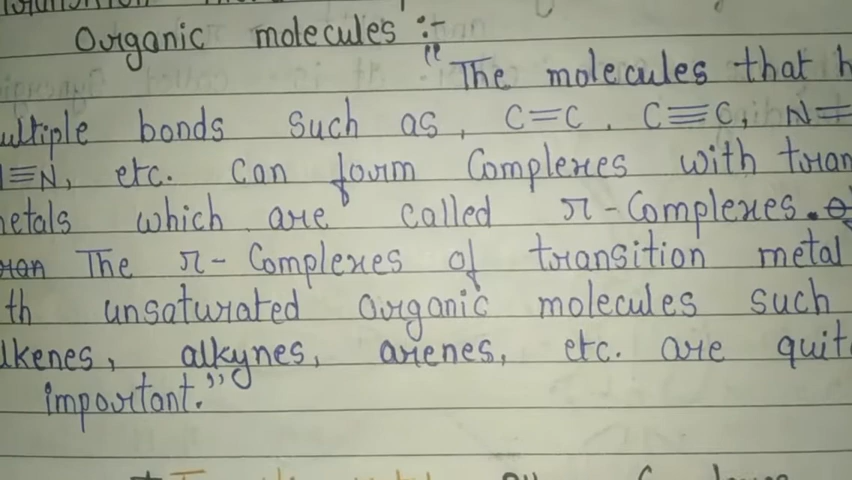 Organic molecules :-
"The molecules that h
ultiple bonds such as, C=C, C≡C, N=
≡N, etc. can form Complexes with tran
etals which are called π-Complexes.
The π-Complexes of transition metal
th unsaturated organic molecules such
lkenes, alkynes, arenes, etc. are quit
important."